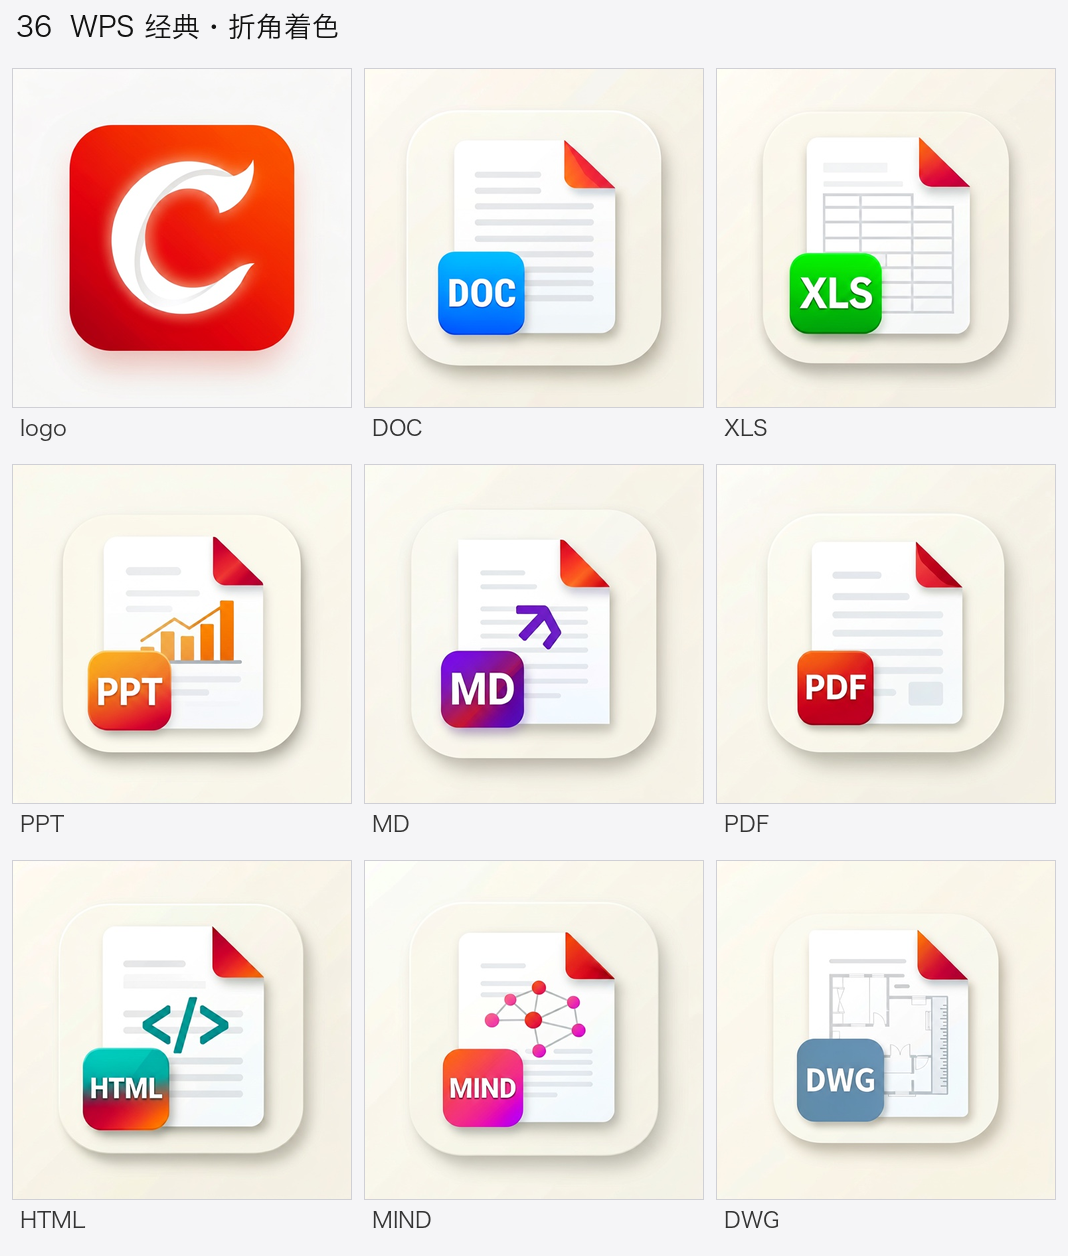 36 WPS 经典·折角着色
C
DOC
XLS
logo
DOC
XLS
PPT
MD
PDF
PPT
MD
PDF
</>
HTML
MIND
DWG
HTML
MIND
DWG